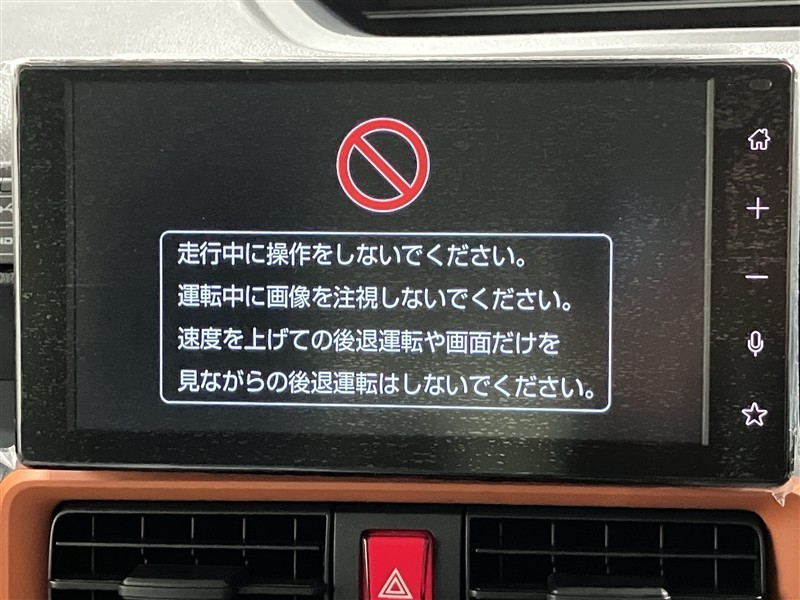 走行中に操作をしないでください。
運転中に画像を注視しないでください。
速度を上げての後退運転や画面だけを
見ながらの後退運転はしないでください。